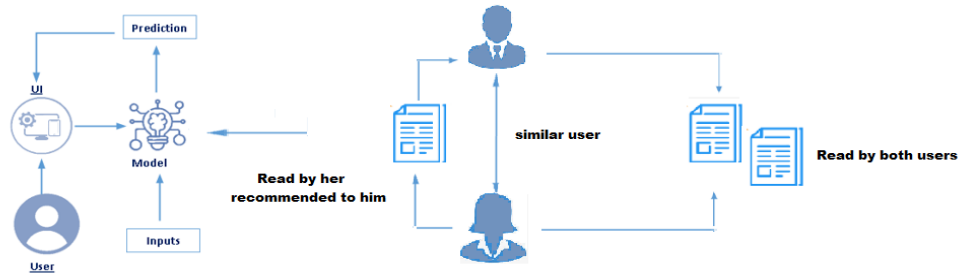 Prediction
UI
Model
User
Inputs
Read by her
recommended to him
similar user
Read by both users